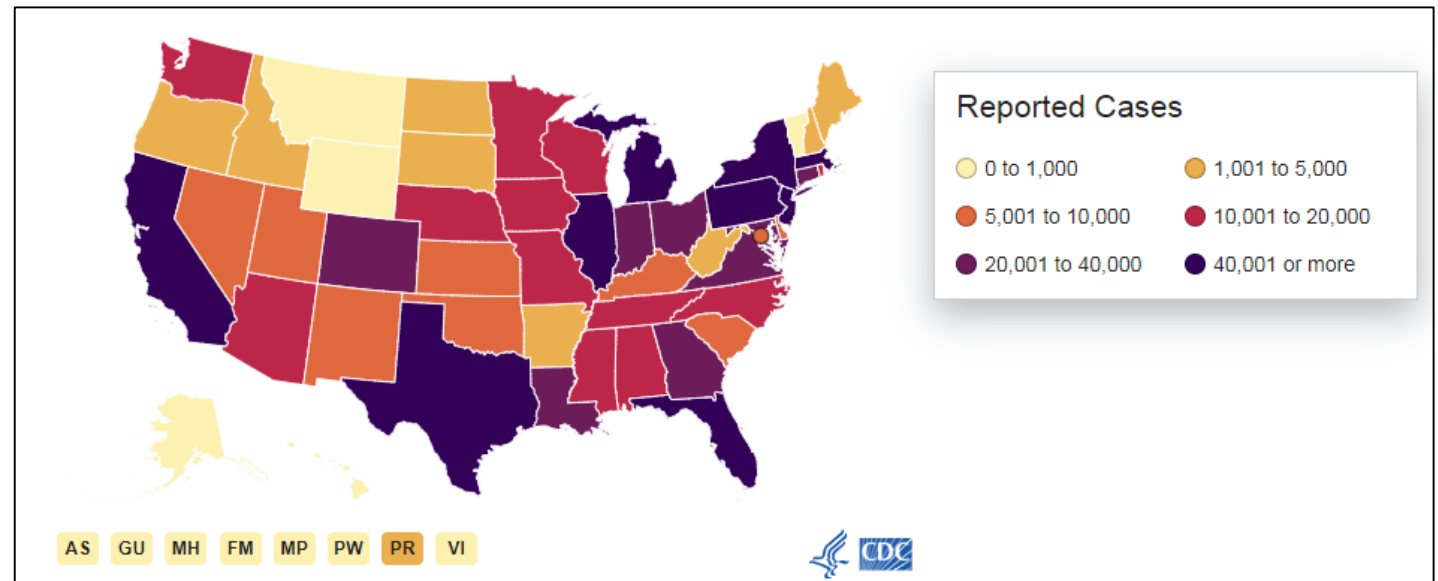 Reported Cases
0 to 1,000
1,001 to 5,000
5,001 to 10,000
10,001 to 20,000
20,001 to 40,000
40,001 or more
AS GU MH FM MP PW PR VI
CDC